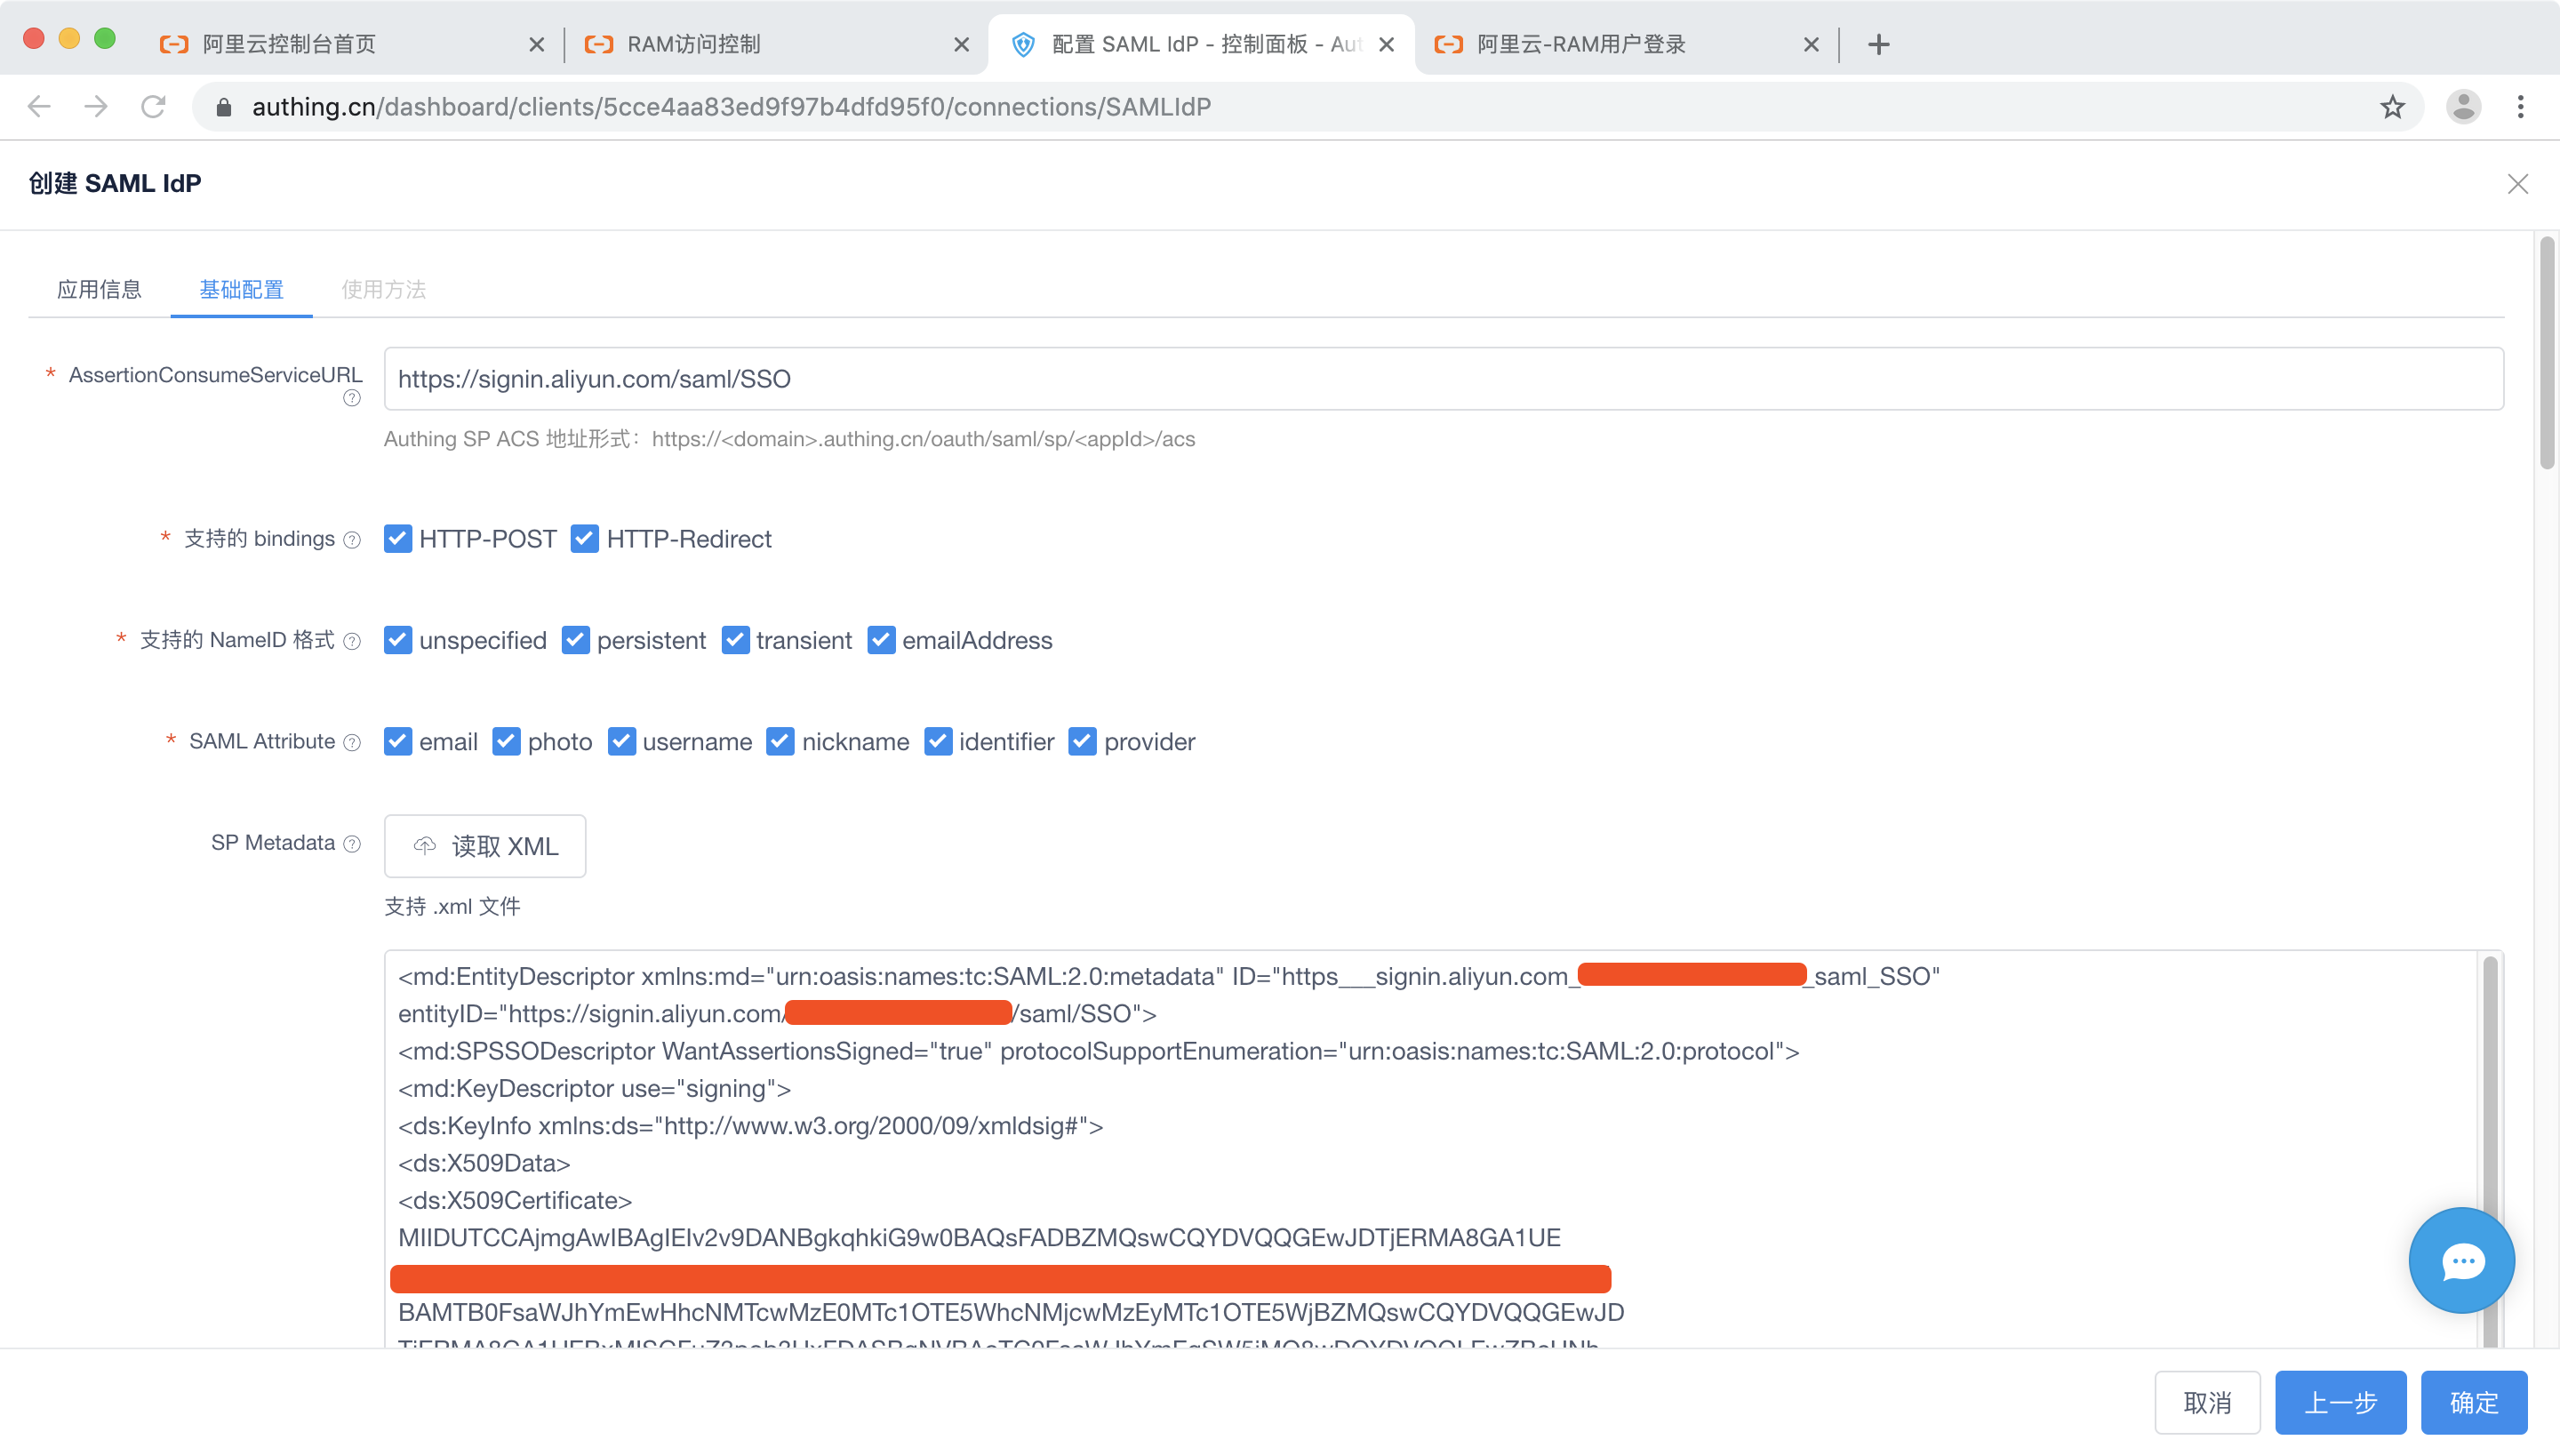 阿里云控制台首页
RAM访问控制
配置 SAML IdP - 控制面板 - Aut
阿里云-RAM用户登录
authing.cn/dashboard/clients/5cce4aa83ed9f97b4dfd95f0/connections/SAMLIdP
创建 SAML IdP
应用信息 基础配置 使用方法
* AssertionConsumeServiceURL
https://signin.aliyun.com/saml/SSO
Authing SP ACS 地址形式：https://<domain>.authing.cn/oauth/saml/sp/<appId>/acs
* 支持的 bindings HTTP-POST HTTP-Redirect
* 支持的 NameID 格式 unspecified persistent transient emailAddress
* SAML Attribute email photo username nickname identifier provider
SP Metadata 读取 XML
支持 .xml 文件
<md:EntityDescriptor xmlns:md="urn:oasis:names:tc:SAML:2.0:metadata" ID="https___signin.aliyun.com_ _saml_SSO"
entityID="https://signin.aliyun.com/ /saml/SSO">
<md:SPSSODescriptor WantAssertionsSigned="true" protocolSupportEnumeration="urn:oasis:names:tc:SAML:2.0:protocol">
<md:KeyDescriptor use="signing">
<ds:KeyInfo xmlns:ds="http://www.w3.org/2000/09/xmldsig#">
<ds:X509Data>
<ds:X509Certificate>
MIIDUTCCAjmgAwIBAgIEIv2v9DANBgkqhkiG9w0BAQsFADBZMQswCQYDVQQGEwJDTjERMA8GA1UE
BAMTB0FsaWJhYmEwHhcNMTcwMzE0MTc1OTE5WhcNMjcwMzEyMTc1OTE5WjBZMQswCQYDVQQGEwJD
取消 上一步 确定